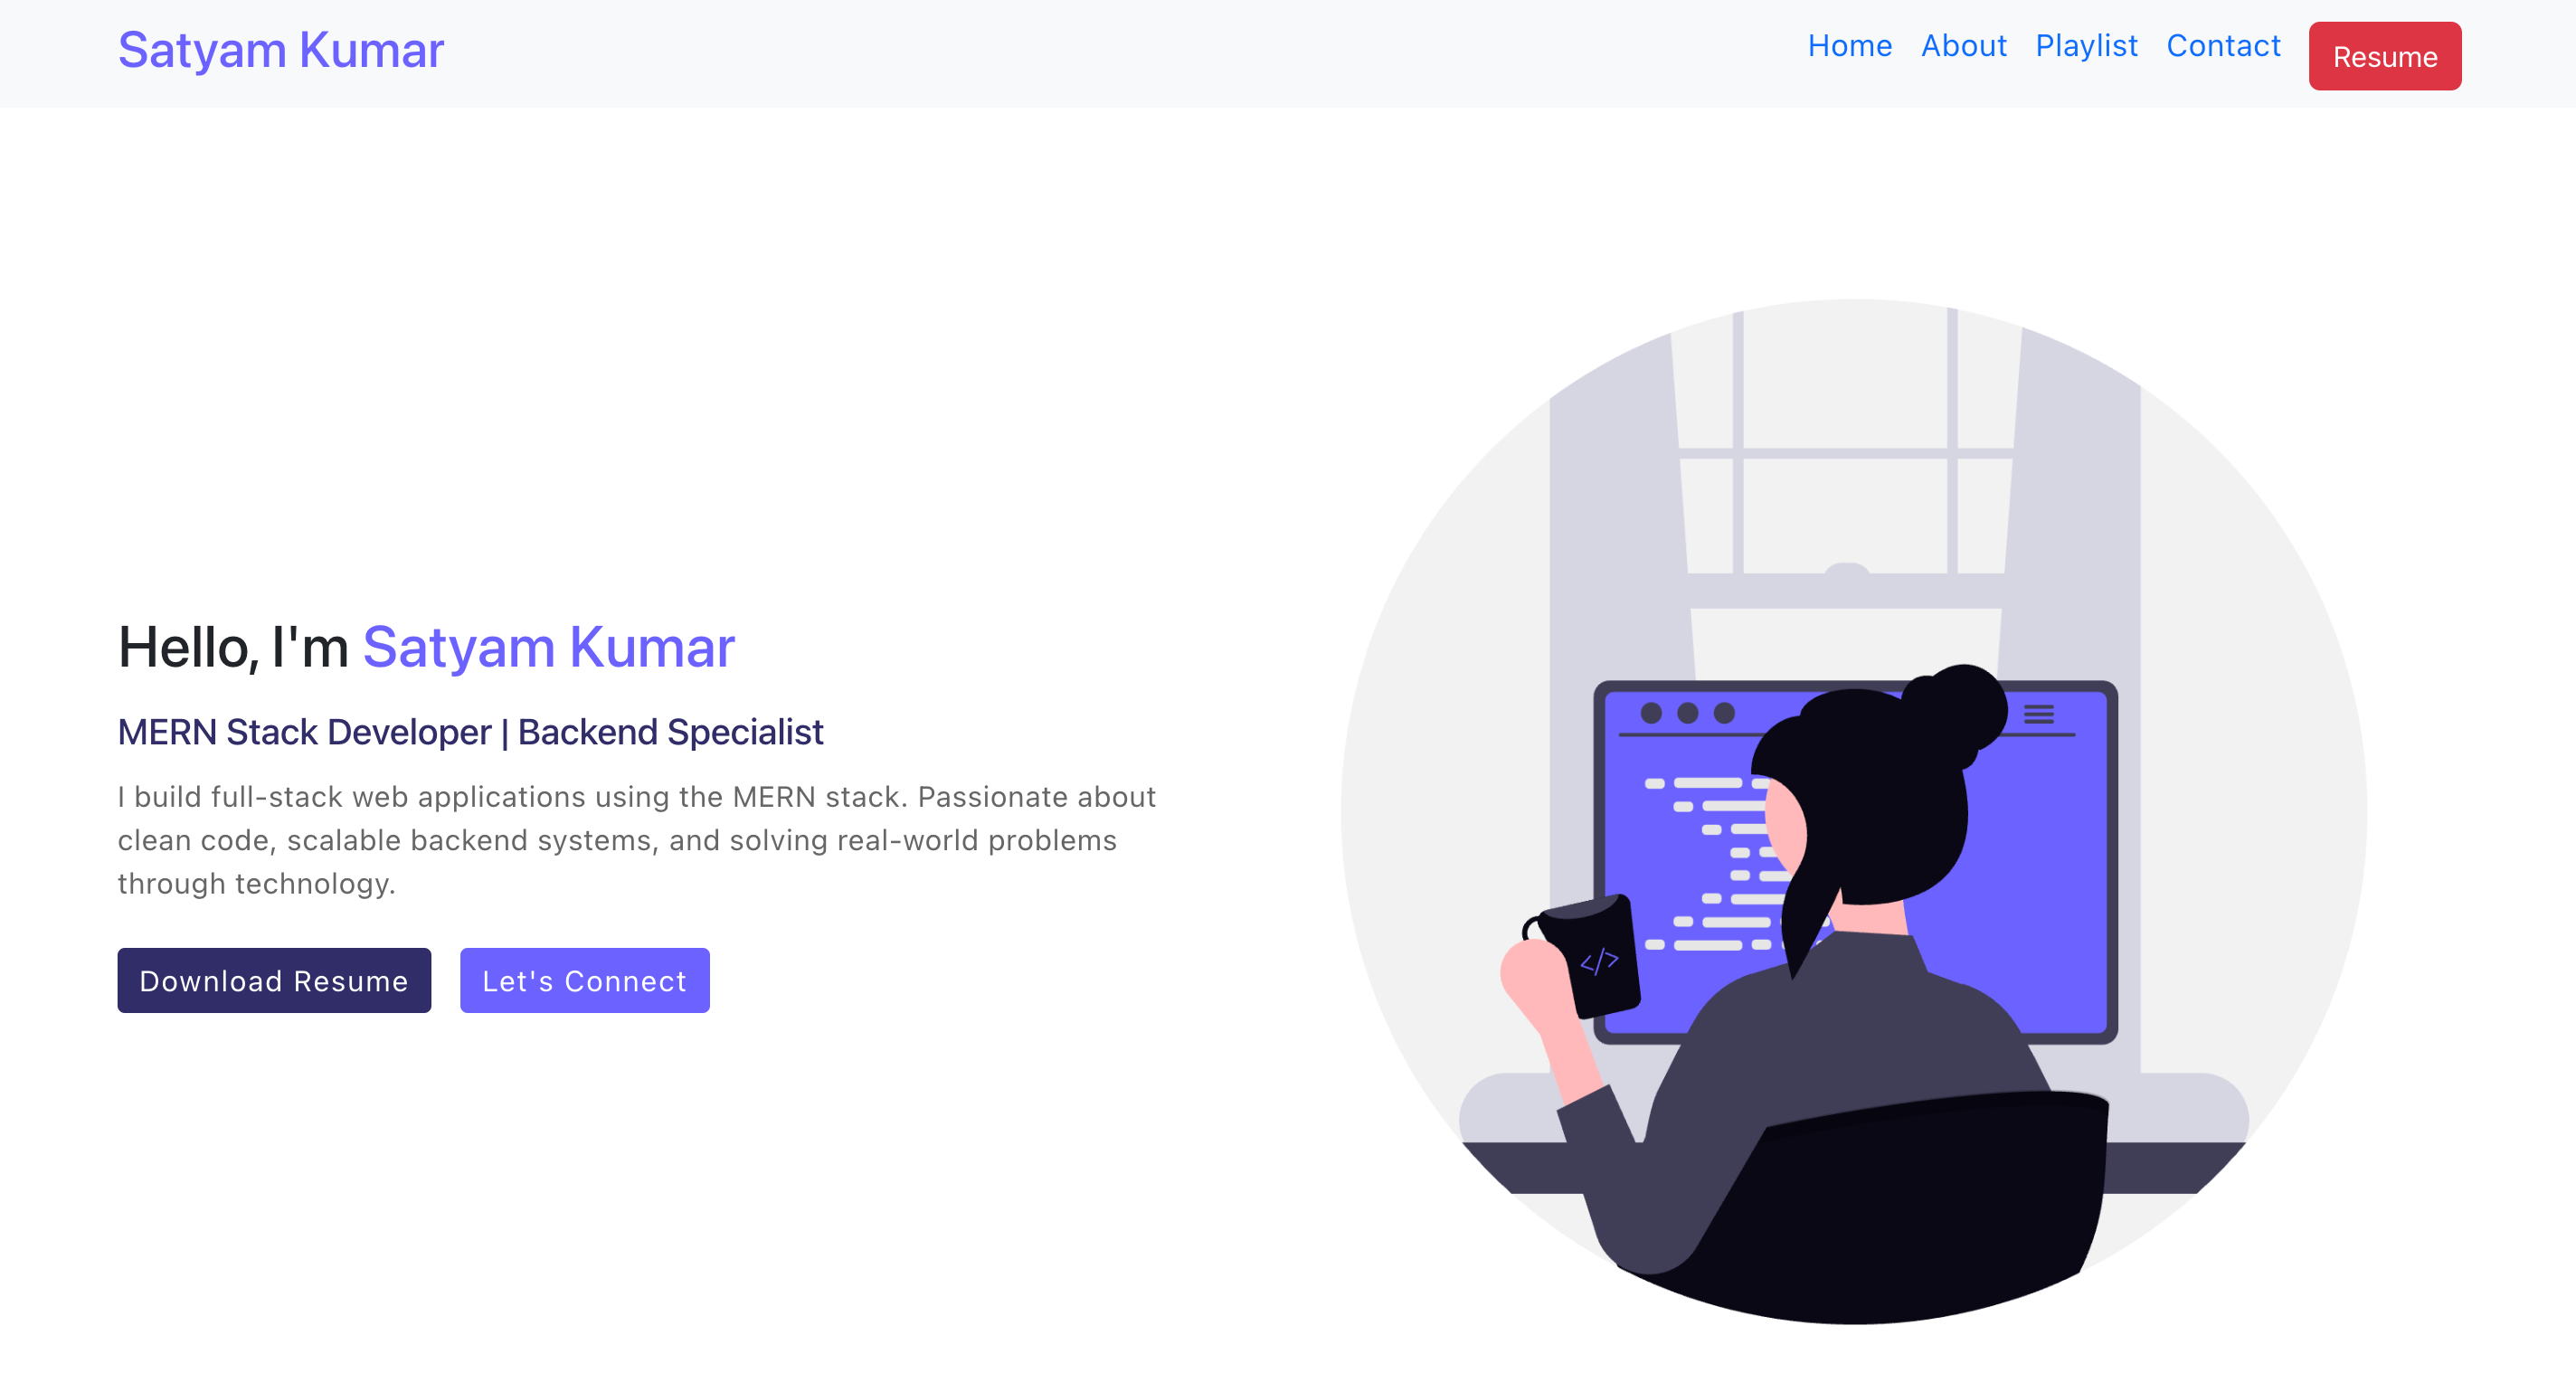 Satyam Kumar
Home About Playlist Contact Resume
Hello, I'm Satyam Kumar
MERN Stack Developer | Backend Specialist
I build full-stack web applications using the MERN stack. Passionate about
clean code, scalable backend systems, and solving real-world problems
through technology.
Download Resume Let's Connect
</>